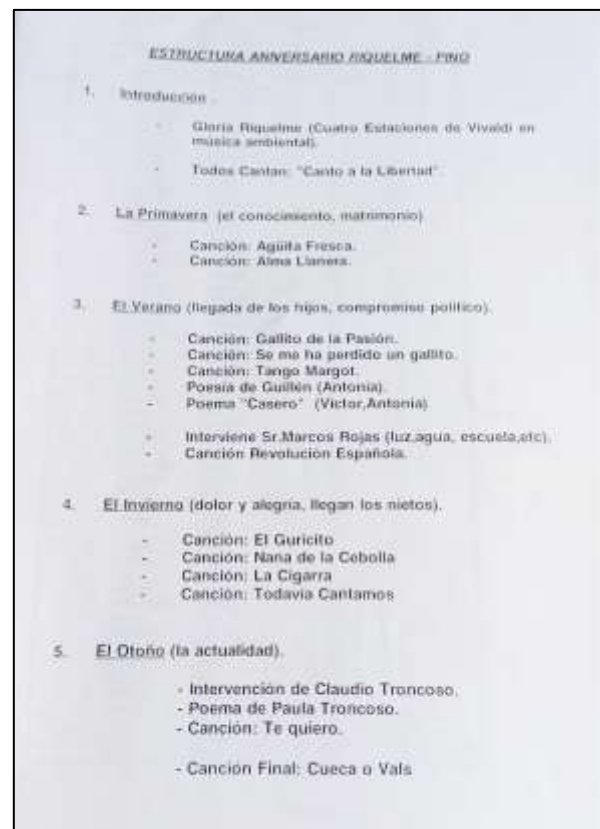 ESTRUCTURA ANIVERSARIO RIQUELME - PINO
1. Introducción.
- Gloria Riquelme (Cuatro Estaciones de Vivaldi en
música ambiental).
- Todos Cantan: "Canto a la Libertad".
2. La Primavera (el conocimiento, matrimonio)
- Canción: Agüita Fresca.
- Canción: Alma Llanera.
3. El Verano (llegada de los hijos, compromiso político).
- Canción: Gallito de la Pasión.
- Canción: Se me ha perdido un gallito.
- Canción: Tango Margot.
- Poesía de Guillén (Antonia).
- Poema "Casero" (Victor,Antonia)
- Interviene Sr.Marcos Rojas (luz,agua, escuela,etc).
- Canción Revolución Española.
4. El Invierno (dolor y alegría, llegan los nietos).
- Canción: El Guricito
- Canción: Nana de la Cebolla
- Canción: La Cigarra
- Canción: Todavía Cantamos
5. El Otoño (la actualidad).
- Intervención de Claudio Troncoso.
- Poema de Paula Troncoso.
- Canción: Te quiero.
- Canción Final: Cueca o Vals